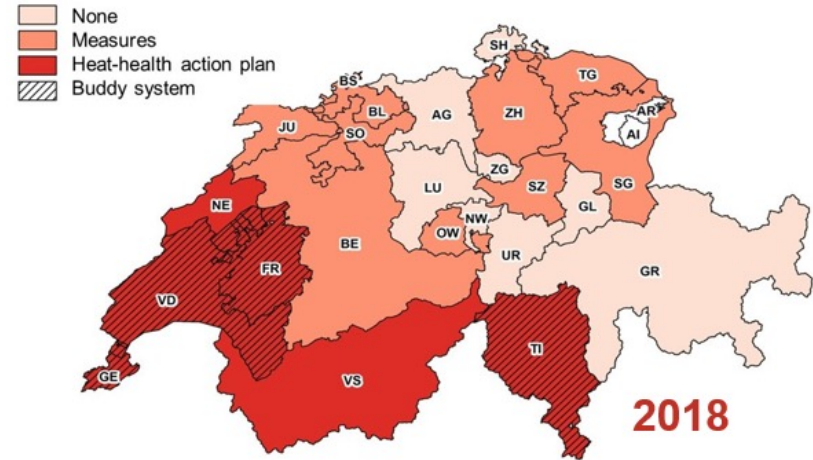 None
Measures
Heat-health action plan
Buddy system
SH
BS
TG
BL
AG
ZH
AR
JU
SO
AI
ZG
LU
SZ
SG
NE
GL
NW
OW
BE
UR
FR
GR
VD
TI
GE
VS
2018